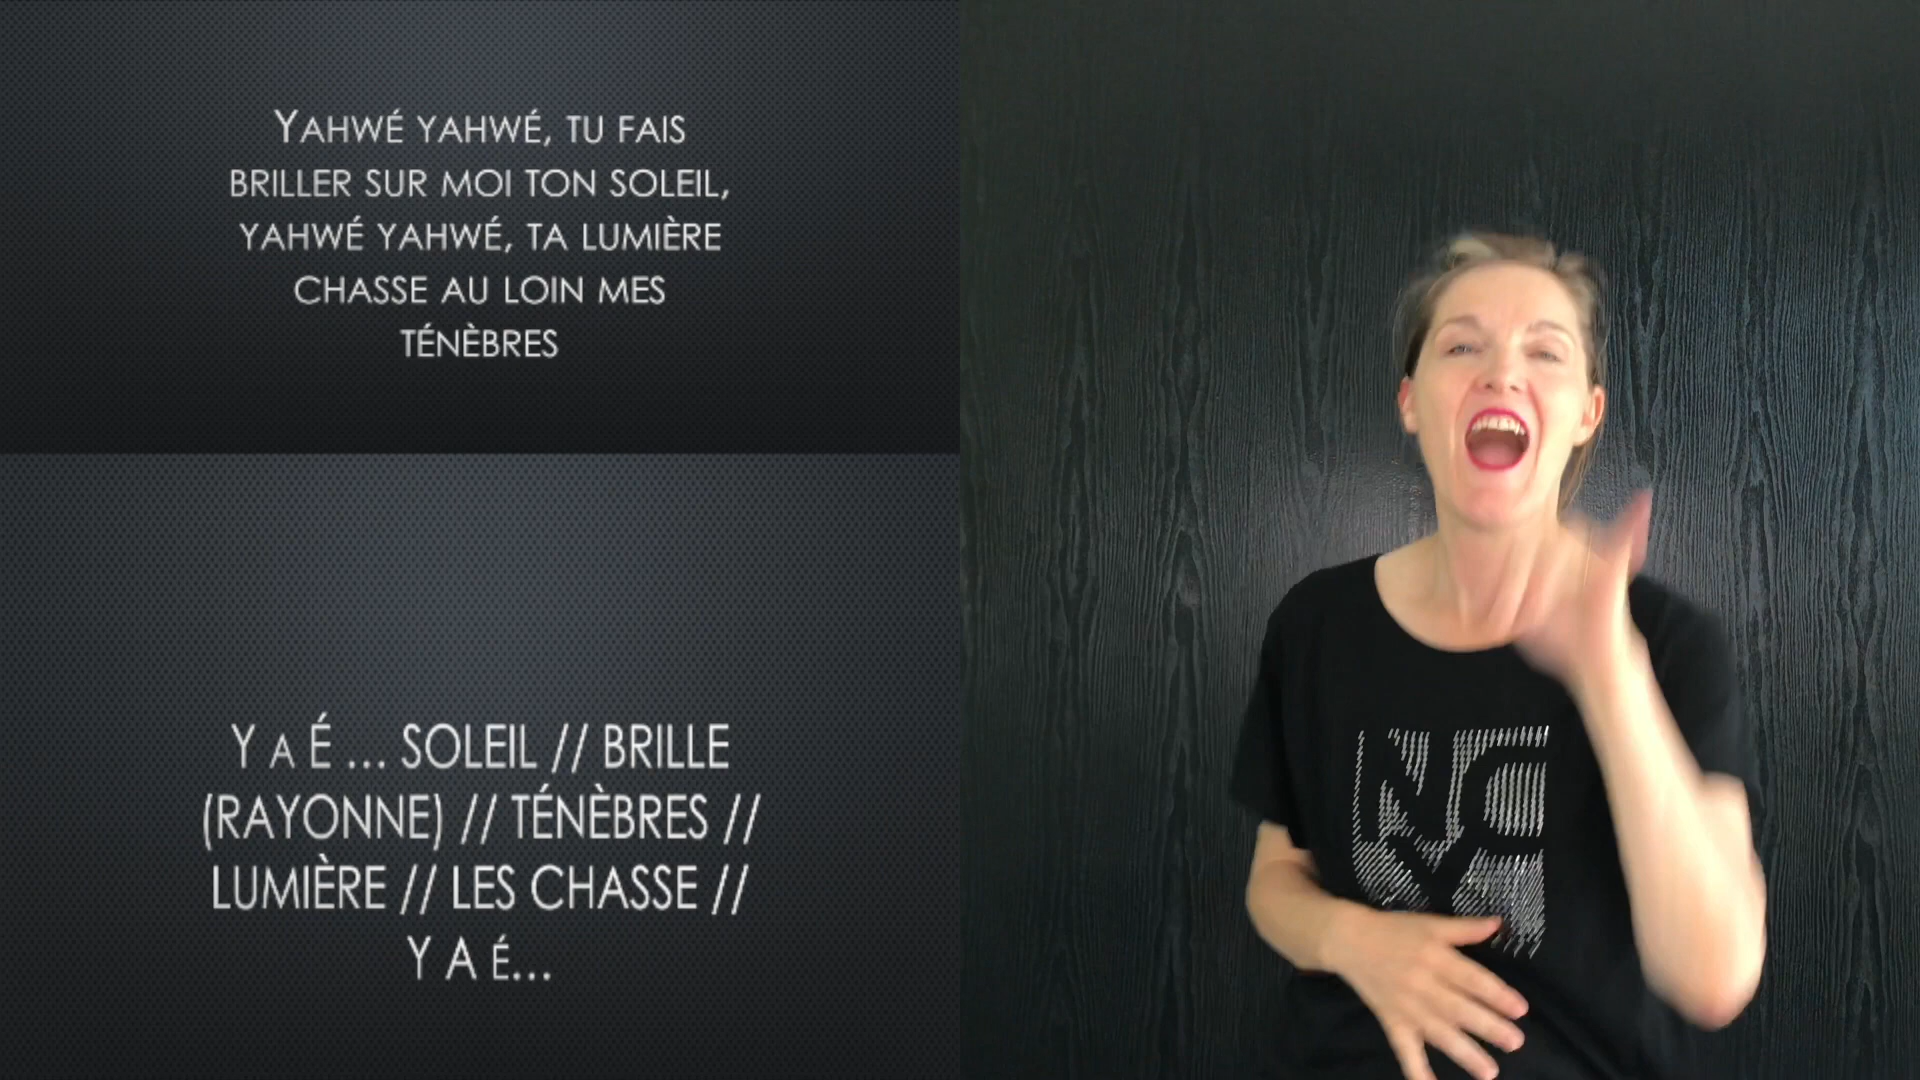 YAHWÉ YAHWÉ, TU FAIS
BRILLER SUR MOI TON SOLEIL,
YAHWÉ YAHWÉ, TA LUMIÈRE
CHASSE AU LOIN MES
TÉNÈBRES
Y A É ... SOLEIL // BRILLE
(RAYONNE) // TÉNÈBRES //
LUMIÈRE // LES CHASSE //
Y A É...